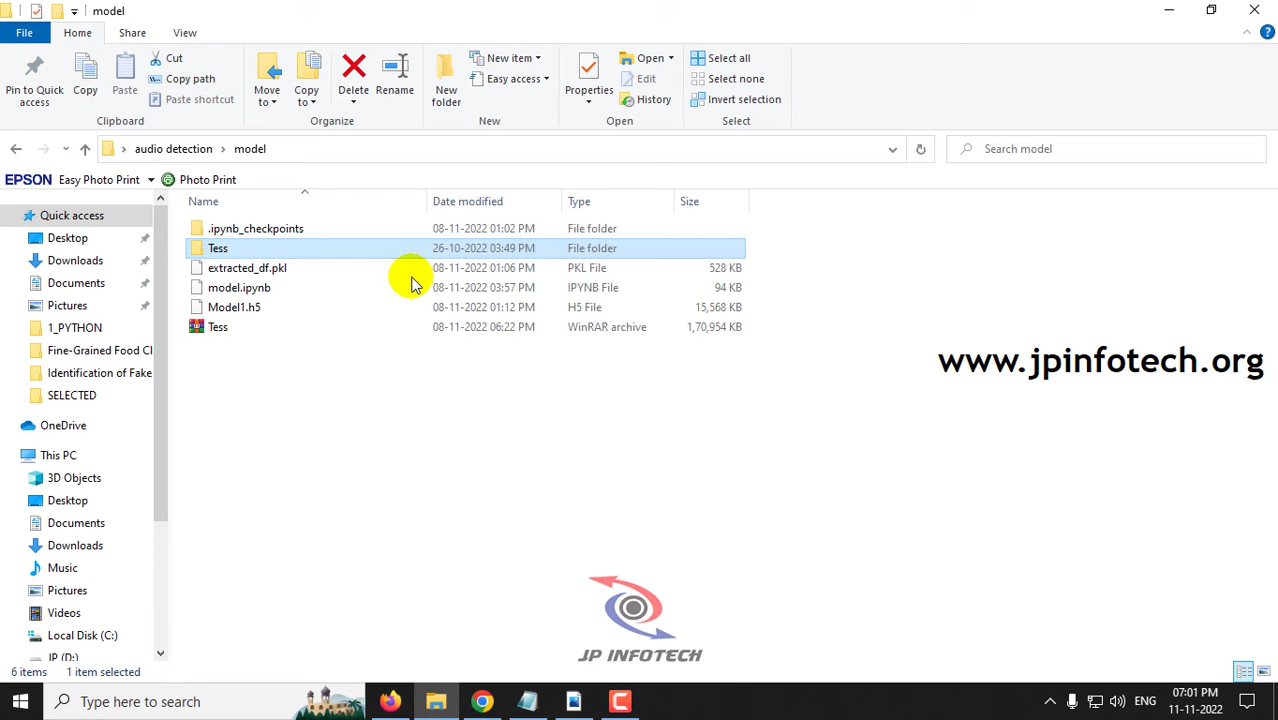 model
File Home Share View
Pin to Quick access
Copy
Paste
Cut
Copy path
Paste shortcut
Clipboard
Move to
Copy to
Delete
Rename
Organize
New folder
New item
Easy access
New
Properties
Open
Edit
History
Open
Select all
Select none
Invert selection
Select
audio detection > model
Search model
EPSON Easy Photo Print Photo Print
Quick access
Desktop
Downloads
Documents
Pictures
1_PYTHON
Fine-Grained Food Cl
Identification of Fake
SELECTED
OneDrive
This PC
3D Objects
Desktop
Documents
Downloads
Music
Pictures
Videos
Local Disk (C:)
JP (D:)
Name Date modified Type Size
.ipynb_checkpoints 08-11-2022 01:02 PM File folder
Tess 26-10-2022 03:49 PM File folder
extracted_df.pkl 08-11-2022 01:06 PM PKL File 528 KB
model.ipynb 08-11-2022 03:57 PM IPYNB File 94 KB
Model1.h5 08-11-2022 01:12 PM H5 File 15,568 KB
Tess 08-11-2022 06:22 PM WinRAR archive 1,70,954 KB
www.jpinfotech.org
JP INFOTECH
6 items 1 item selected
Type here to search
ENG
07:01 PM
11-11-2022